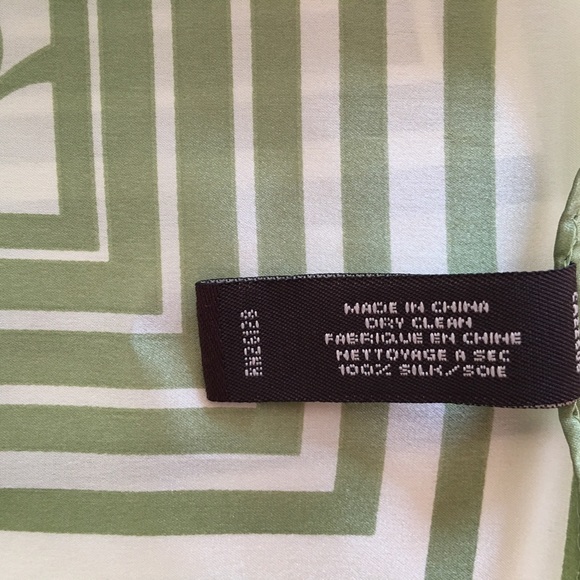 MADE IN CHINA
DRY CLEAN
FABRIQUE EN CHINE
NETTOYAGE A SEC
100% SILK/SOIE